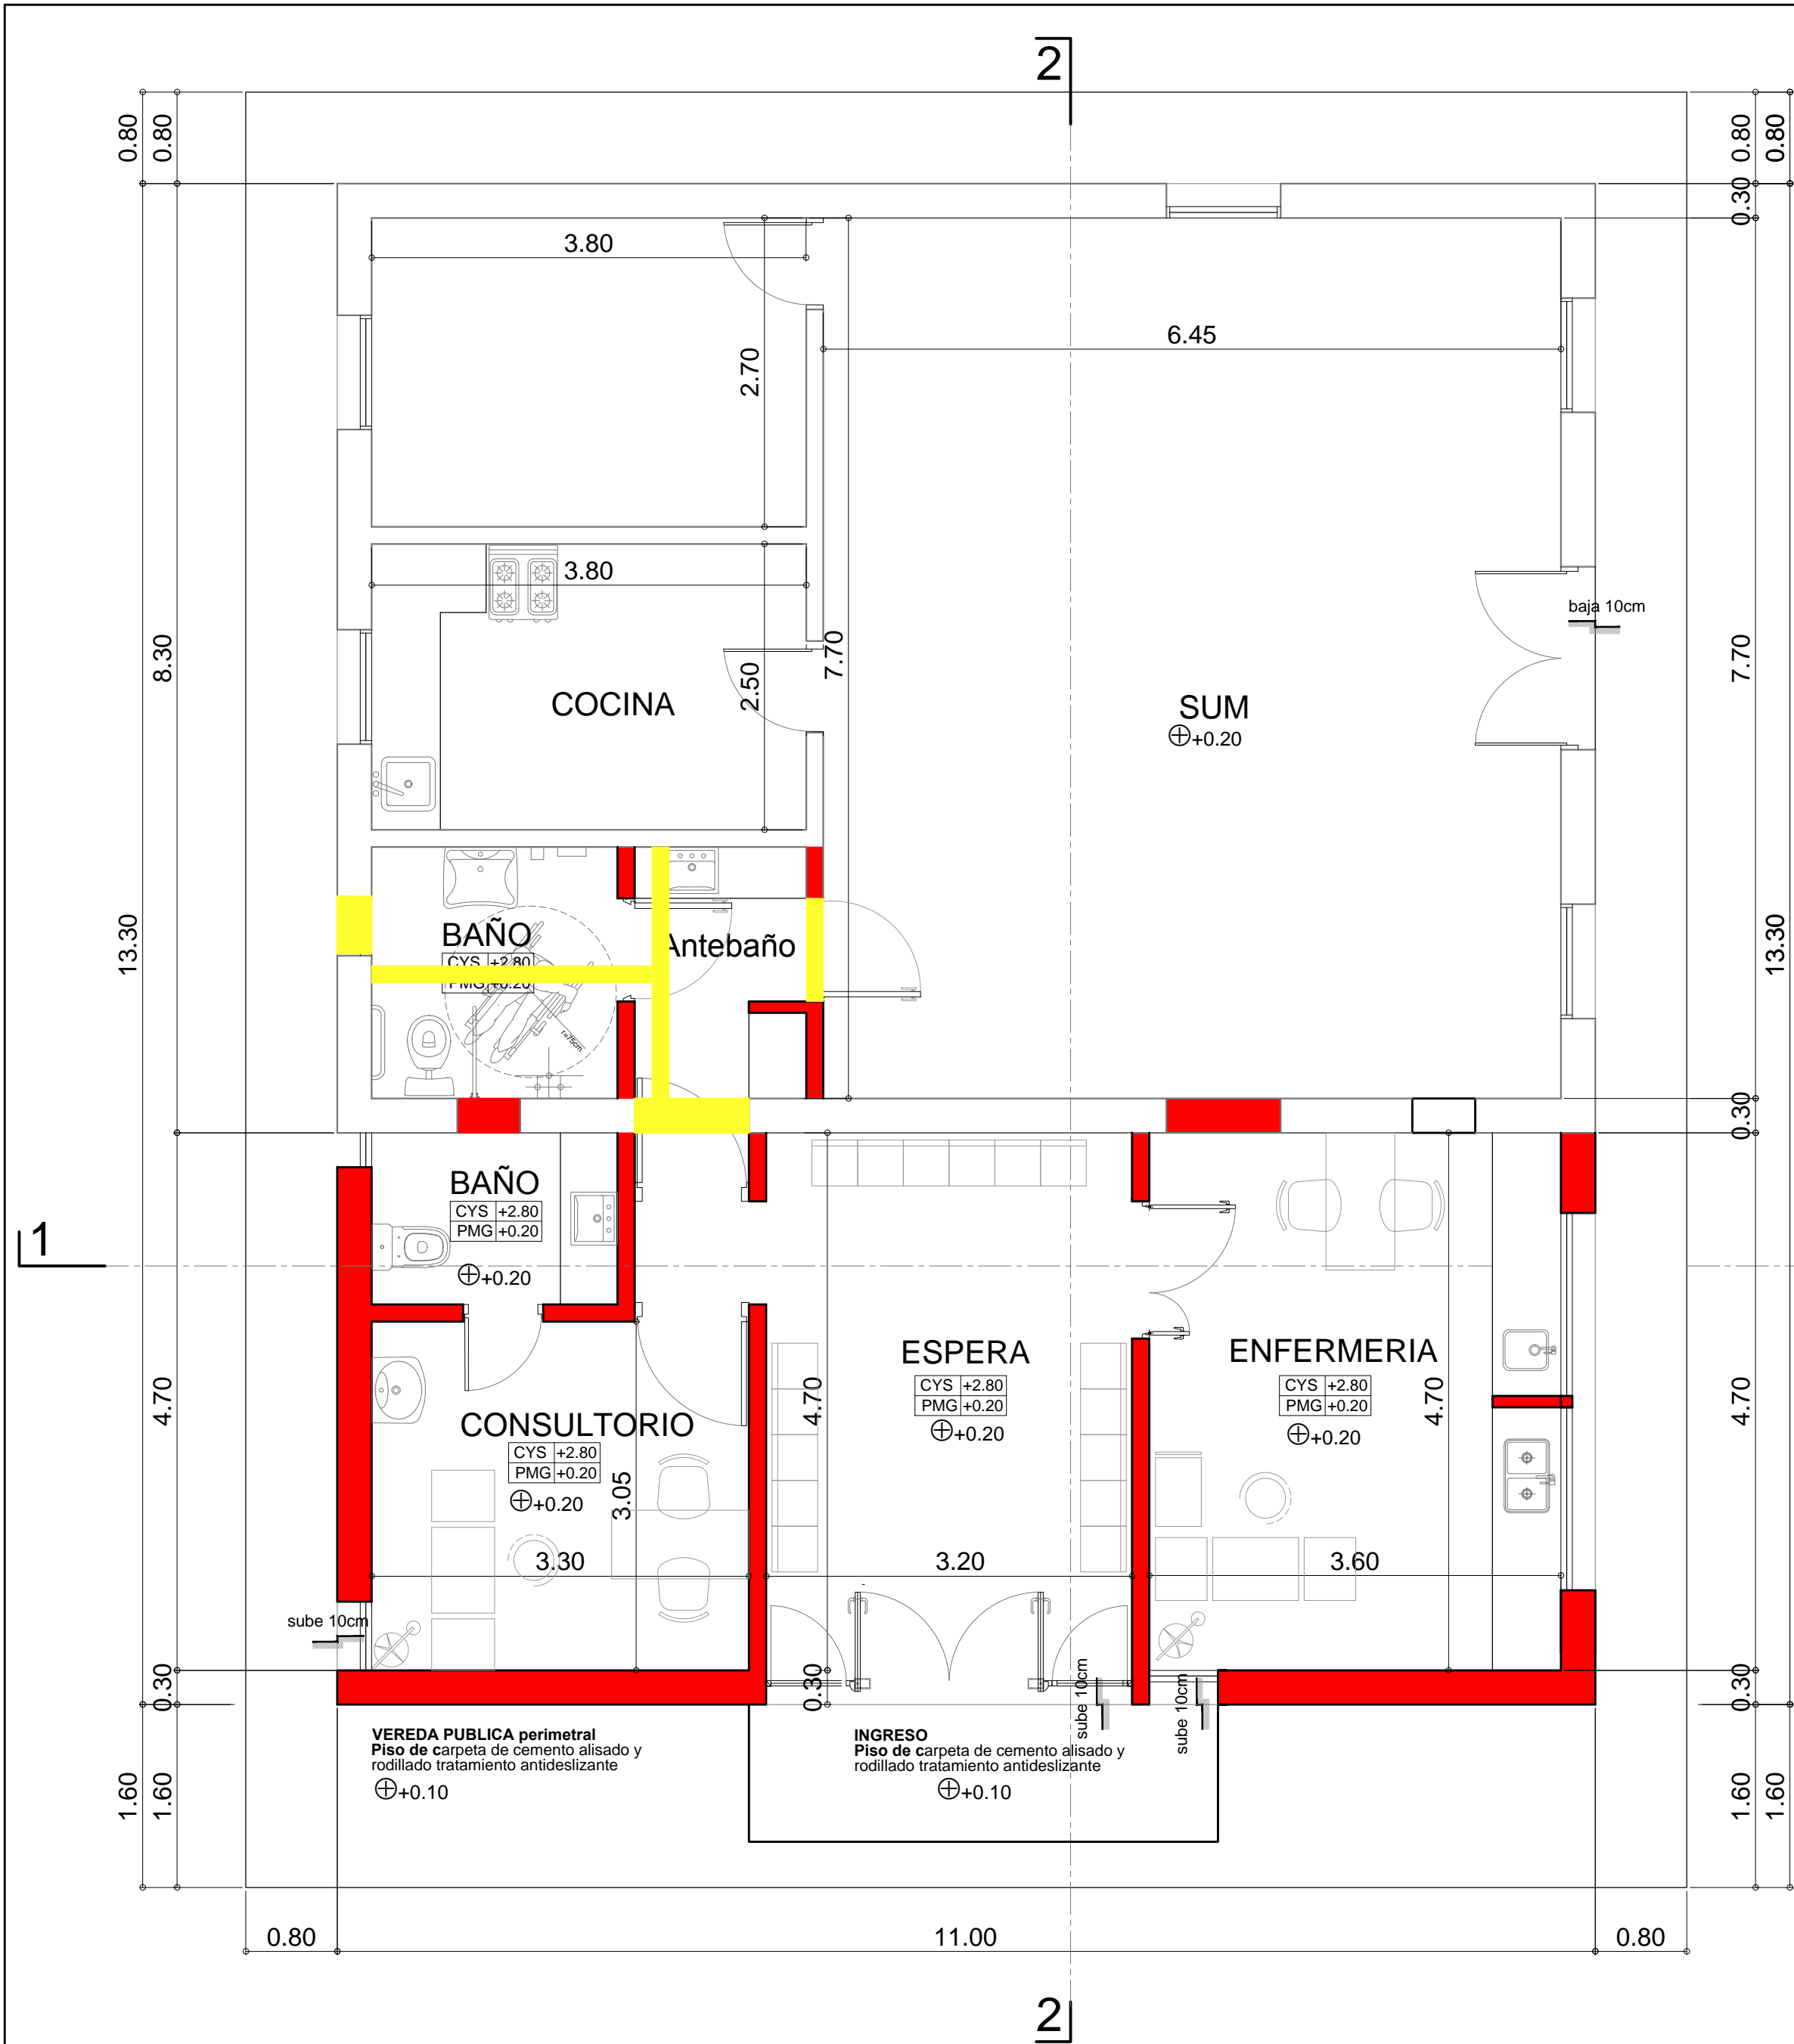 2
0.80
0.80
0.80
0.80
0.30
3.80
6.45
2.70
3.80
baja 10cm
8.30
7.70
2.50
7.70
COCINA
SUM
+0.20
13.30
BAÑO
CYS +2.80
PMG +0.20
Antebaño
13.30
r=75cm
0.30
BAÑO
CYS +2.80
PMG +0.20
+0.20
1
ESPERA
CYS +2.80
PMG +0.20
+0.20
ENFERMERIA
CYS +2.80
PMG +0.20
+0.20
4.70
4.70
4.70
4.70
CONSULTORIO
CYS +2.80
PMG +0.20
+0.20
3.05
3.30
3.20
3.60
sube 10cm
0.30
0.30
0.30
sube 10cm
sube 10cm
VEREDA PUBLICA perimetral
Piso de carpeta de cemento alisado y
rodillado tratamiento antideslizante
+0.10
INGRESO
Piso de carpeta de cemento alisado y
rodillado tratamiento antideslizante
+0.10
1.60
1.60
1.60
1.60
0.80
11.00
0.80
2